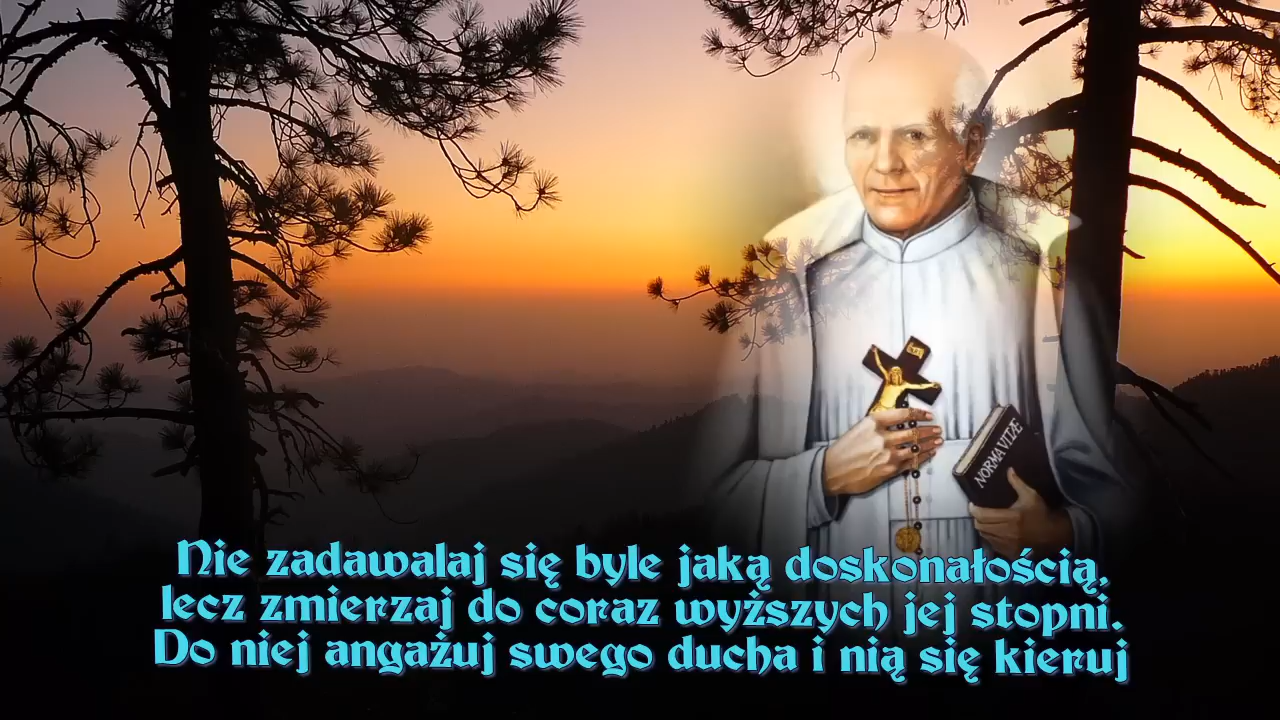 NORMA VITÆ
Nie zadawalaj się byle jaką doskonałością,
lecz zmierzaj do coraz wyższych jej stopni.
Do niej angażuj swego ducha i nią się kieruj